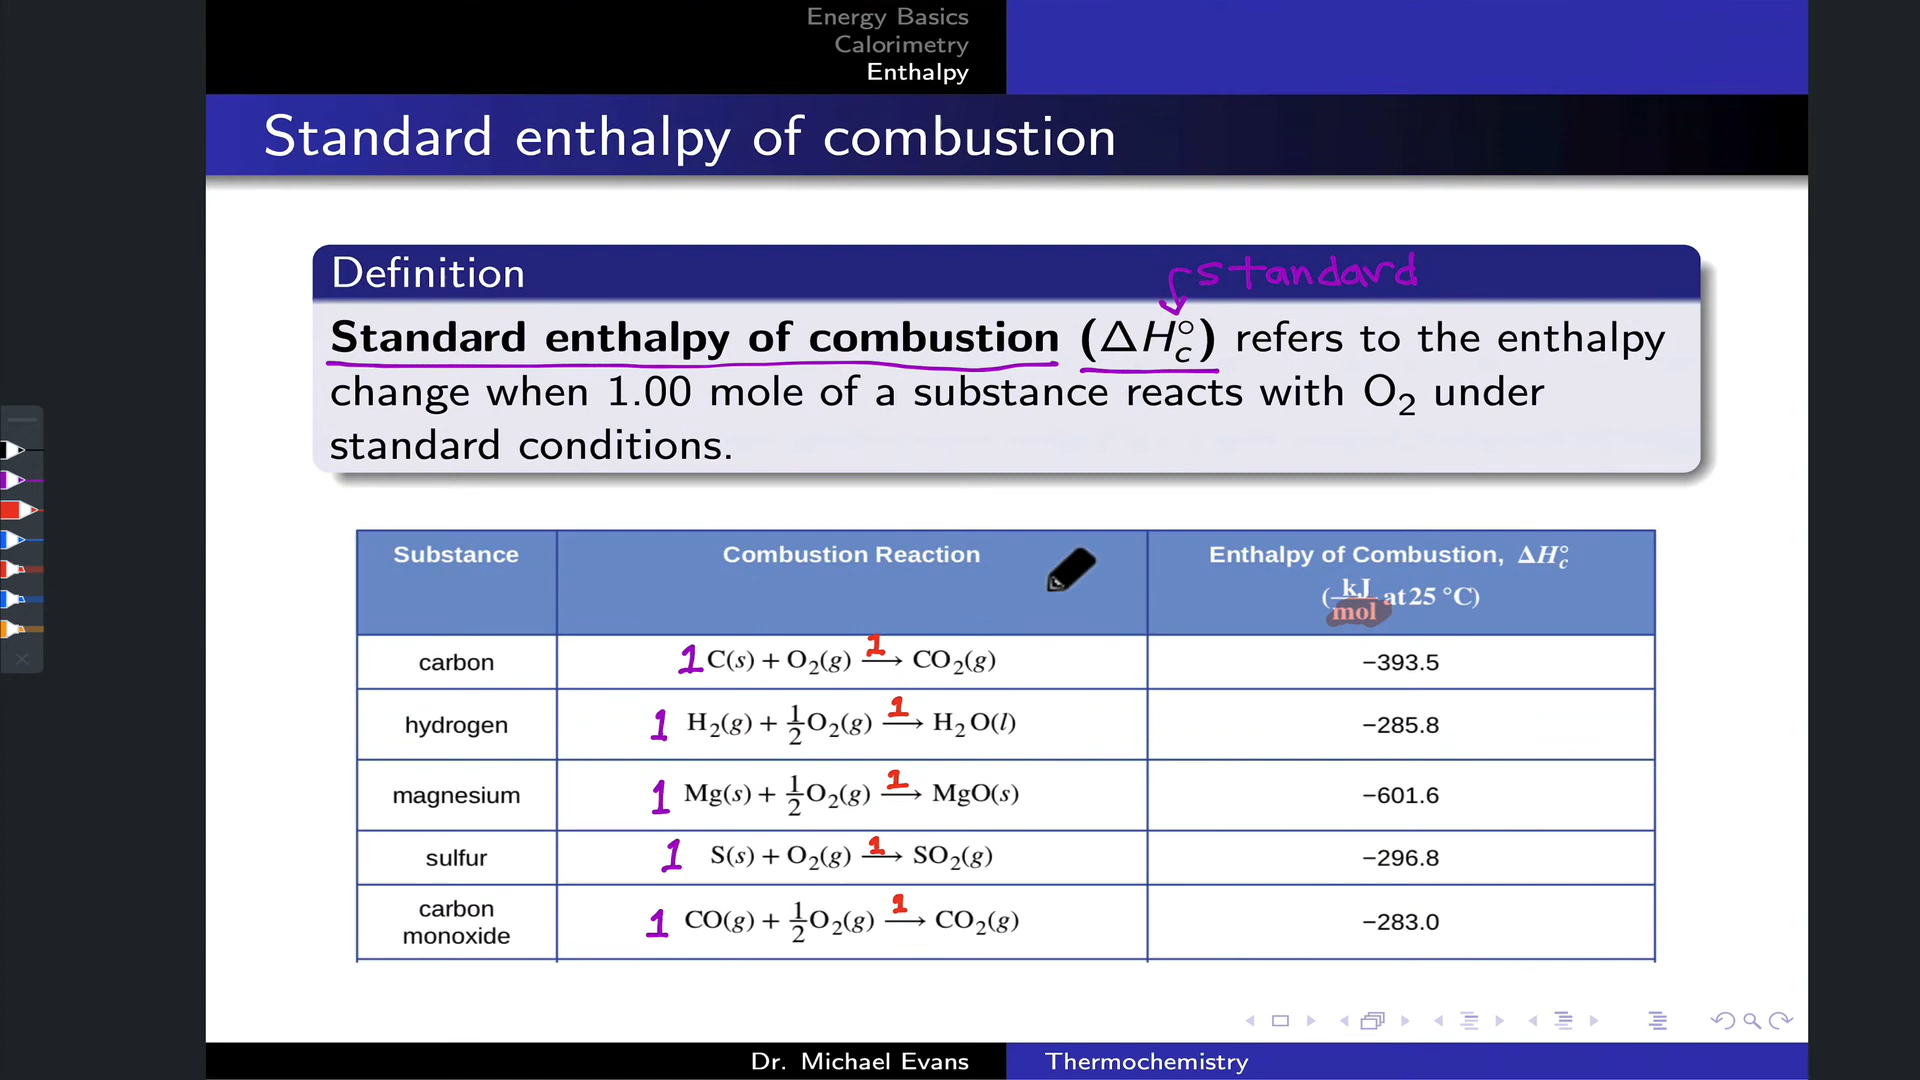 Energy Basics
Calorimetry
Enthalpy
Standard enthalpy of combustion
Definition
standard
Standard enthalpy of combustion (ΔH°c) refers to the enthalpy
change when 1.00 mole of a substance reacts with O₂ under
standard conditions.
Substance Combustion Reaction Enthalpy of Combustion, ΔH°c (kJ/mol at 25 °C)
carbon 1 C(s) + O₂(g) 1 ⟶ CO₂(g) −393.5
hydrogen 1 H₂(g) + 1/2 O₂(g) 1 ⟶ H₂O(l) −285.8
magnesium 1 Mg(s) + 1/2 O₂(g) 1 ⟶ MgO(s) −601.6
sulfur 1 S(s) + O₂(g) 1 ⟶ SO₂(g) −296.8
carbon monoxide 1 CO(g) + 1/2 O₂(g) 1 ⟶ CO₂(g) −283.0
Dr. Michael Evans Thermochemistry